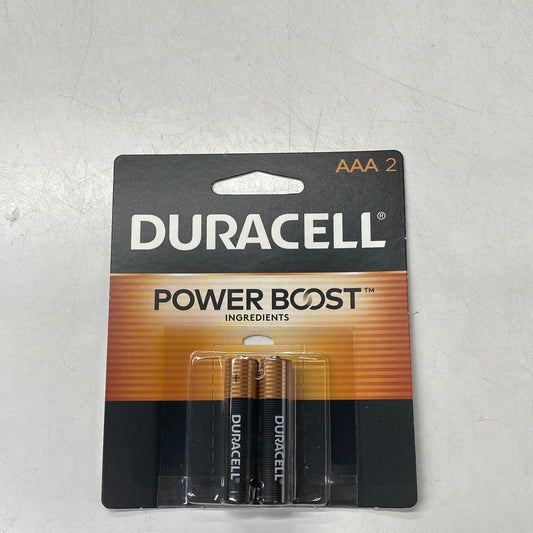 AAA 2
DURACELL®
POWER BOOST™
INGREDIENTS
+
DURACELL
DURACELL